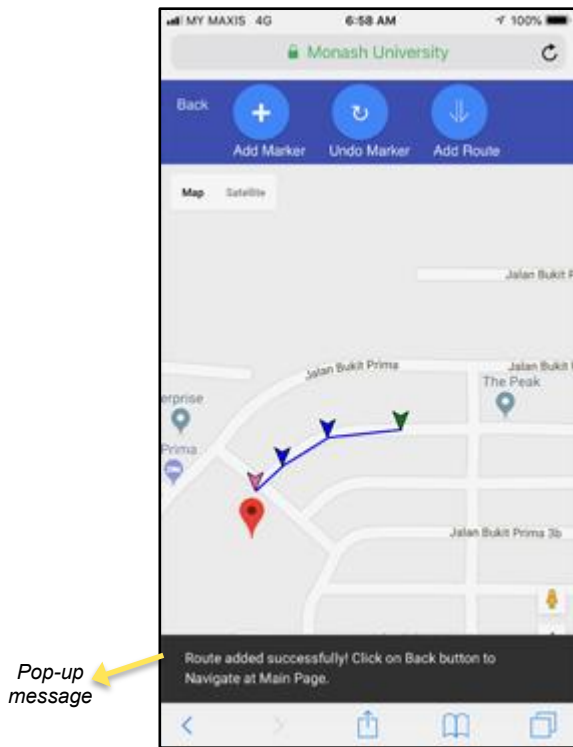 MY MAXIS 4G 6:58 AM 100%
Monash University
Back
Add Marker Undo Marker Add Route
Map Satellite
Jalan Bukit P
Jalan Bukit Prima
Jalan Bukit
The Peak
erprise
Prima
Jalan Bukit Prima 3b
Route added successfully! Click on Back button to
Navigate at Main Page.
Pop-up
message